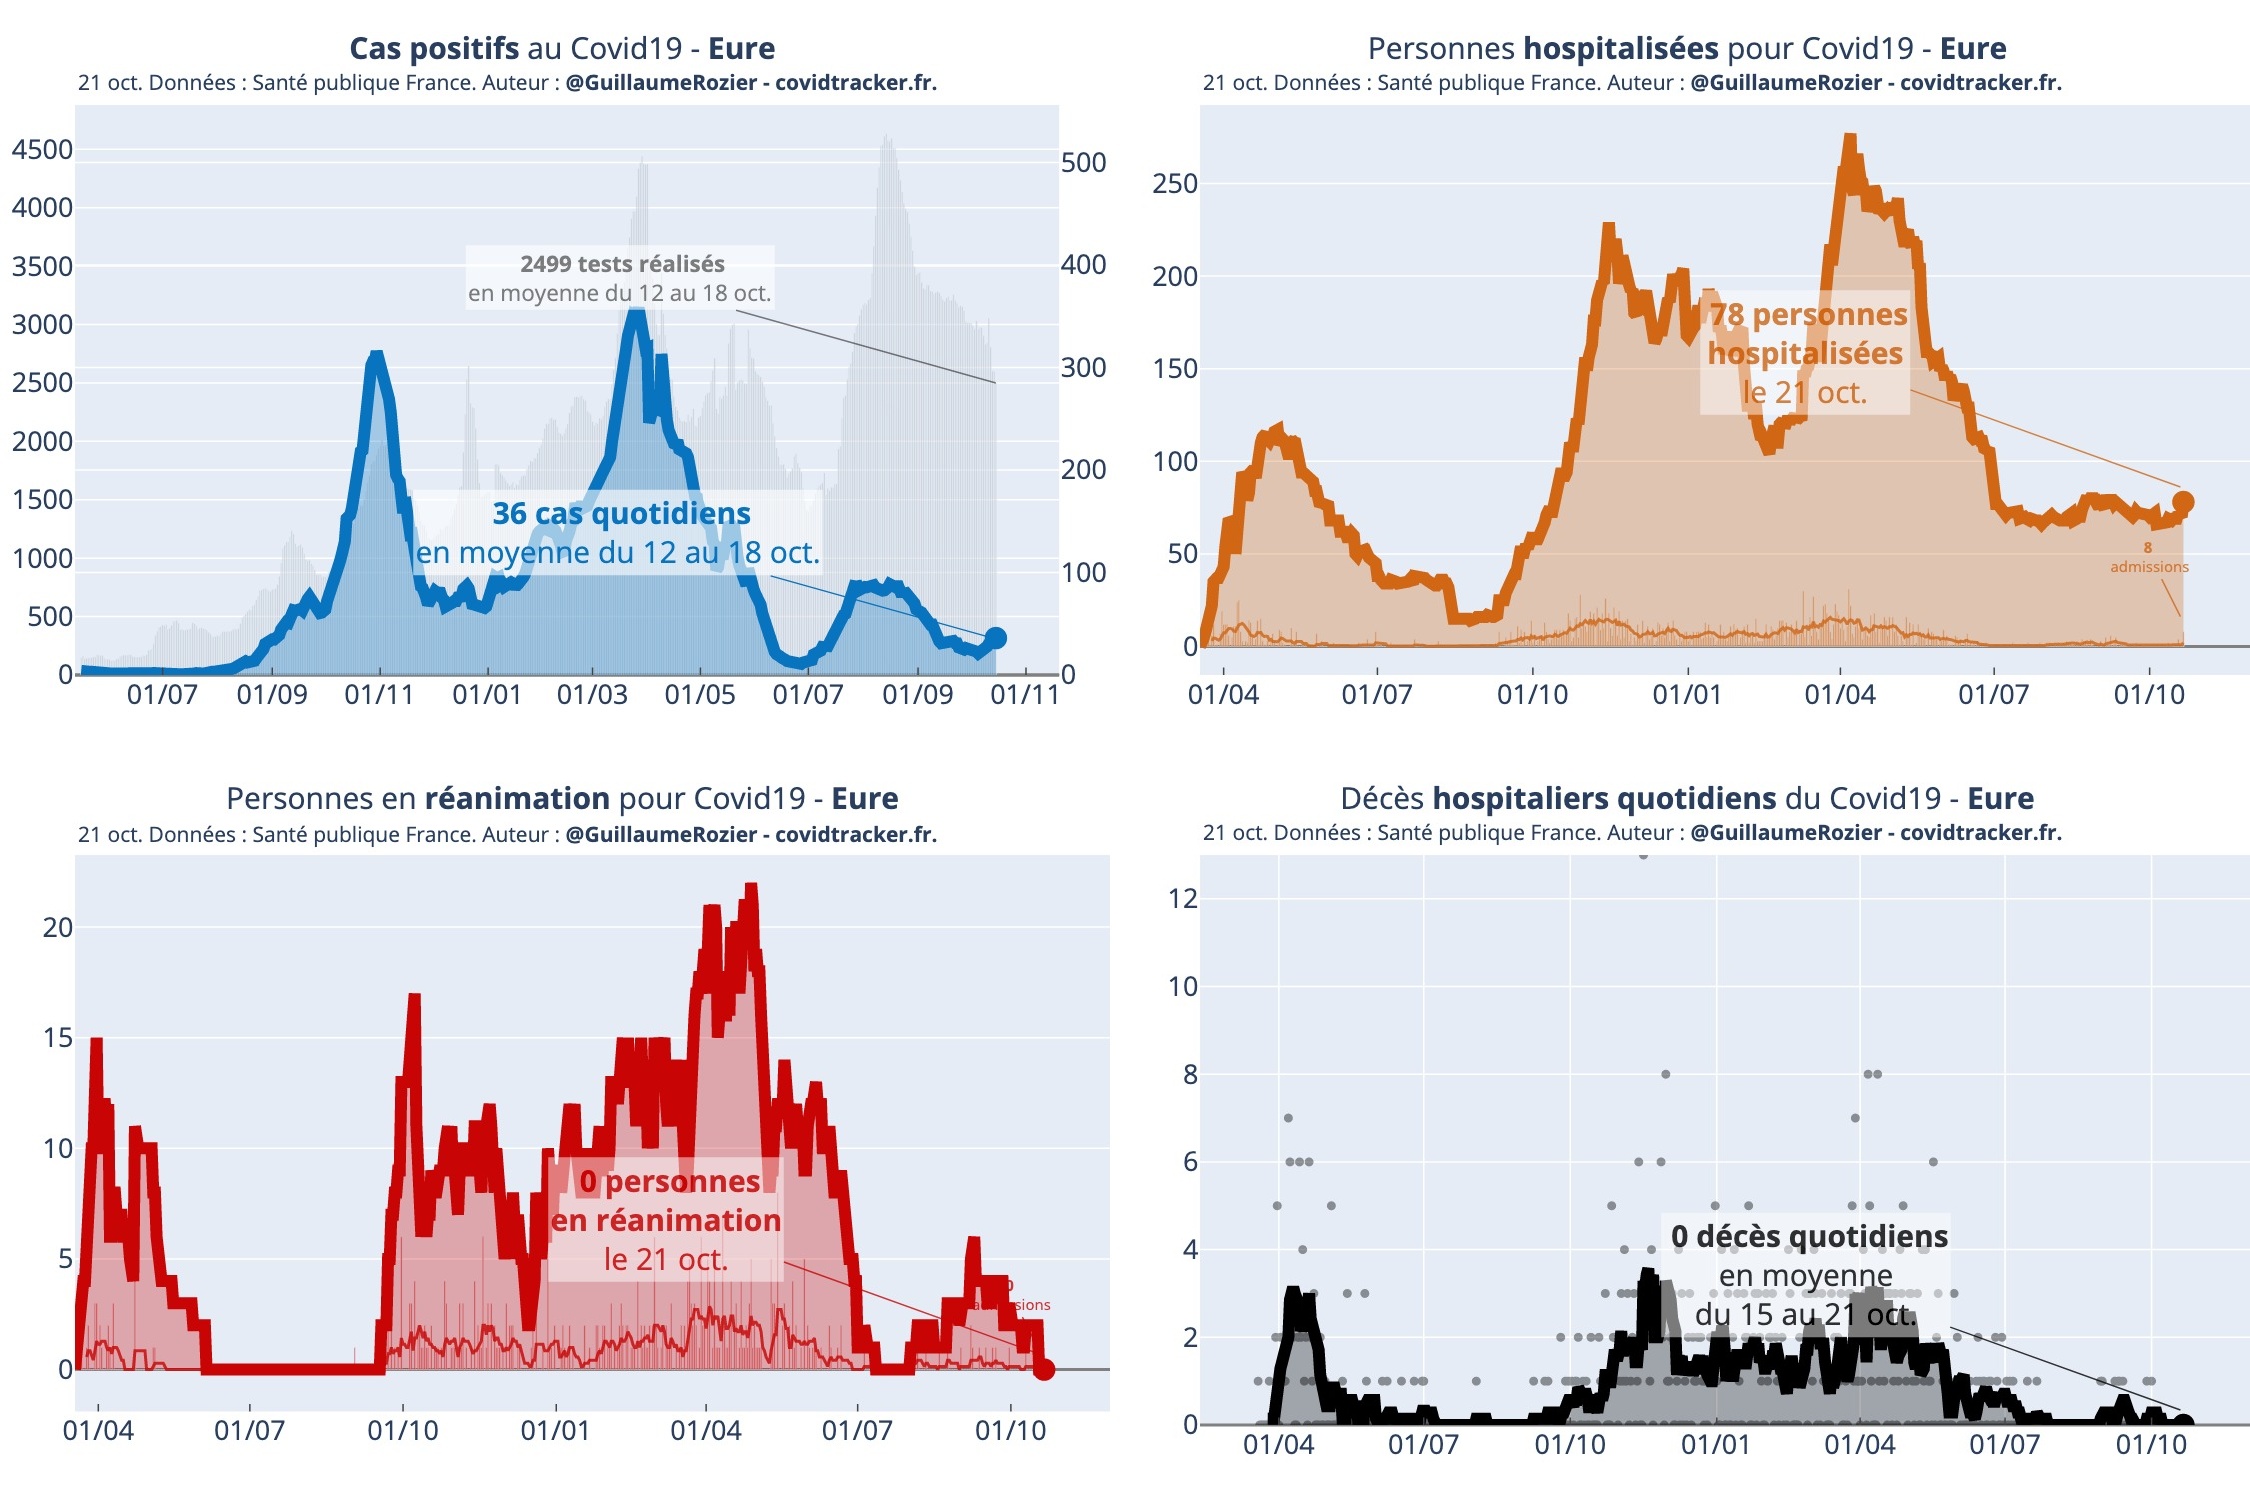 Cas positifs au Covid19 - Eure
21 oct. Données : Santé publique France. Auteur : @GuillaumeRozier - covidtracker.fr.
4500
4000
3500
3000
2500
2000
1500
1000
500
0
500
400
300
200
100
0
2499 tests réalisés
en moyenne du 12 au 18 oct.
36 cas quotidiens
en moyenne du 12 au 18 oct.
01/07 01/09 01/11 01/01 01/03 01/05 01/07 01/09 01/11
Personnes hospitalisées pour Covid19 - Eure
21 oct. Données : Santé publique France. Auteur : @GuillaumeRozier - covidtracker.fr.
250
200
150
100
50
0
78 personnes
hospitalisées
le 21 oct.
8
admissions
01/04 01/07 01/10 01/01 01/04 01/07 01/10
Personnes en réanimation pour Covid19 - Eure
21 oct. Données : Santé publique France. Auteur : @GuillaumeRozier - covidtracker.fr.
20
15
10
5
0
0 personnes
en réanimation
le 21 oct.
0
admissions
01/04 01/07 01/10 01/01 01/04 01/07 01/10
Décès hospitaliers quotidiens du Covid19 - Eure
21 oct. Données : Santé publique France. Auteur : @GuillaumeRozier - covidtracker.fr.
12
10
8
6
4
2
0
0 décès quotidiens
en moyenne
du 15 au 21 oct.
01/04 01/07 01/10 01/01 01/04 01/07 01/10